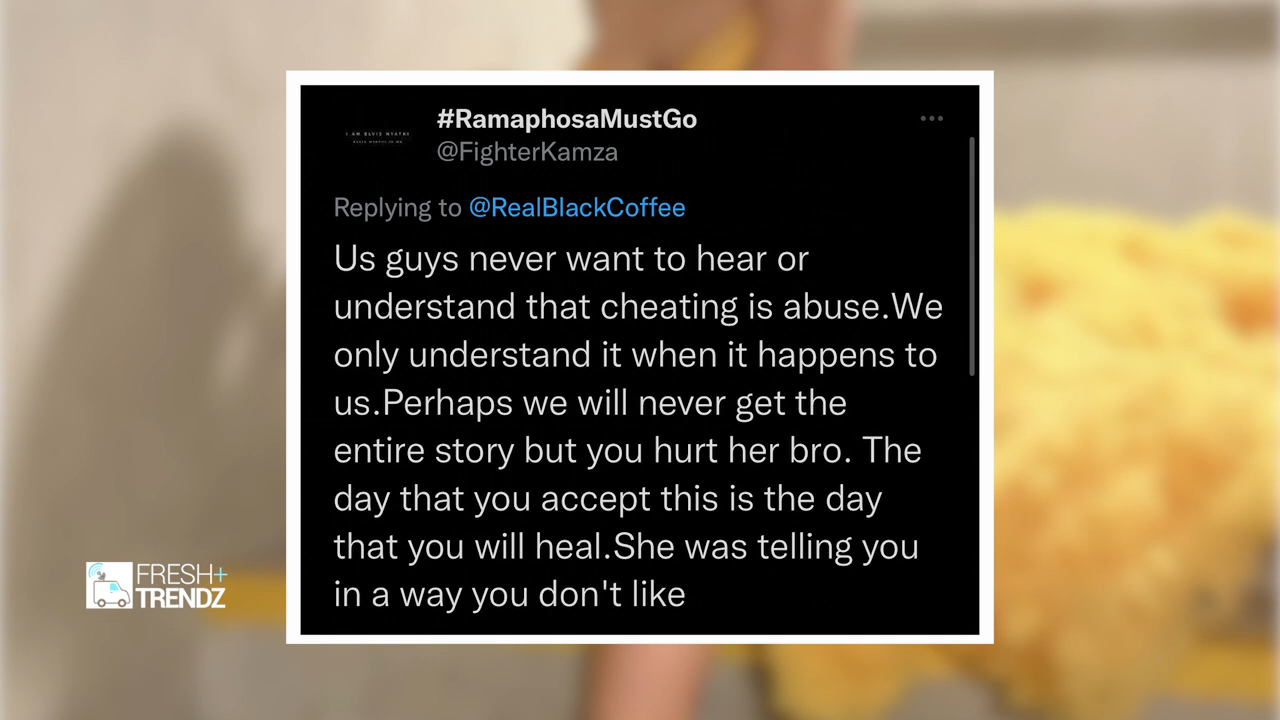 #RamaphosaMustGo
@FighterKamza
I AM ELVIS NYATHI
Replying to @RealBlackCoffee
Us guys never want to hear or
understand that cheating is abuse.We
only understand it when it happens to
us.Perhaps we will never get the
entire story but you hurt her bro. The
day that you accept this is the day
that you will heal.She was telling you
in a way you don't like
FRESH+
TRENDZ